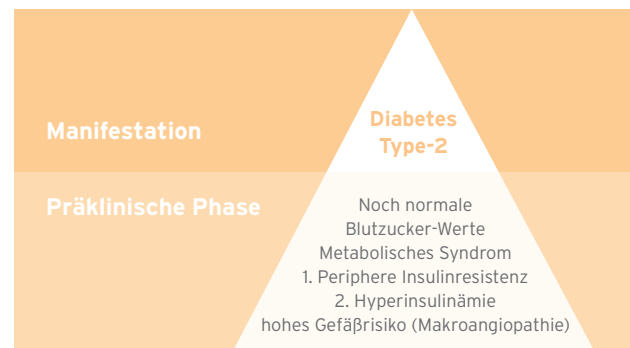 Manifestation
Diabetes
Type-2
Präklinische Phase
Noch normale
Blutzucker-Werte
Metabolisches Syndrom
1. Periphere Insulinresistenz
2. Hyperinsulinämie
hohes Gefäßrisiko (Makroangiopathie)